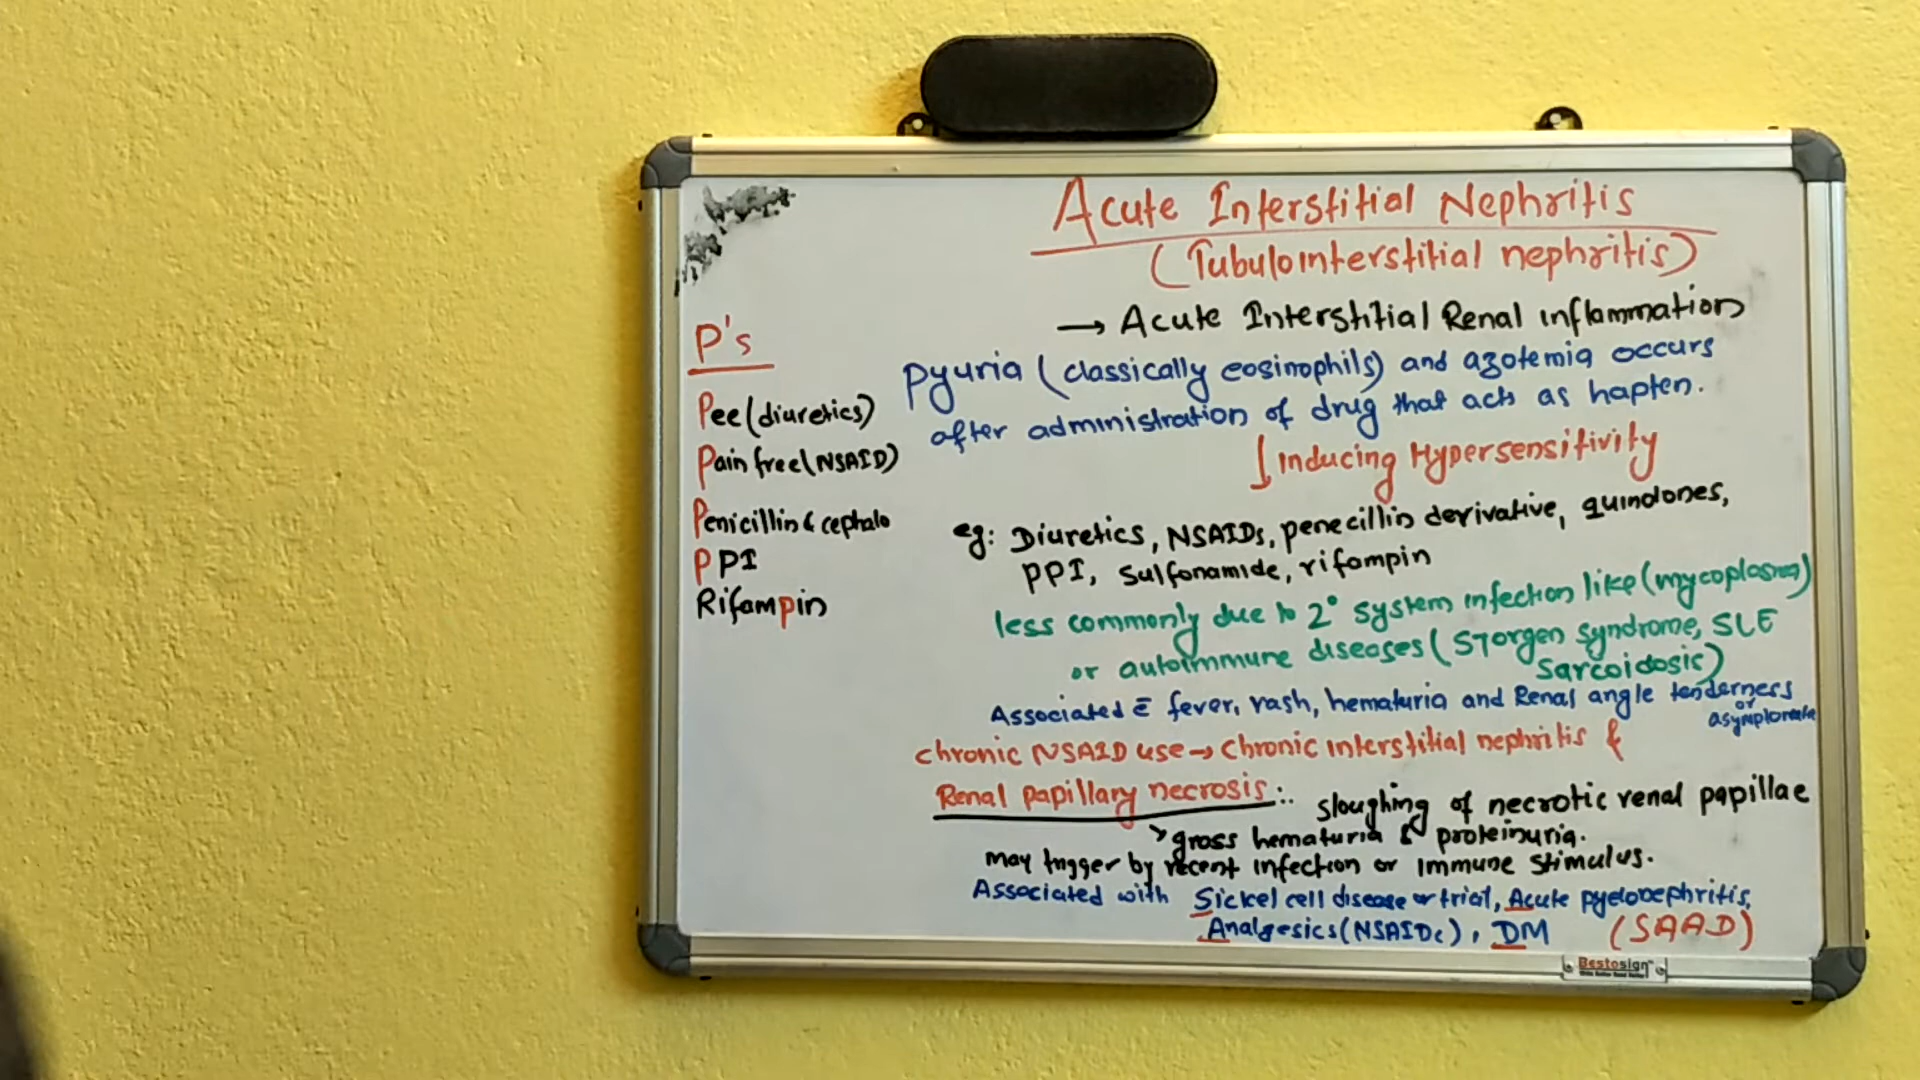 Acute Interstitial Nephritis
(Tubulointerstitial nephritis)
→ Acute Interstitial Renal inflammation
pyuria (classically eosinophils) and azotemia occurs
after administration of drug that acts as hapten.
Inducing Hypersensitivity
eg: Diuretics, NSAIDs, penecillin derivative, quinolones,
PPI, sulfonamide, rifampin
less commonly due to 2° system infection like (mycoplasma)
or autoimmune diseases (SJorgen syndrome, SLE
sarcoidosis)
Associated c̄ fever, rash, hematuria and Renal angle tenderness
or
chronic NSAID use → chronic interstitial nephritis &
Renal papillary necrosis :. sloughing of necrotic renal papillae
> gross hematuria & proteinuria.
may trigger by recent infection or immune stimulus.
Associated with Sickel cell disease or trial, Acute pyelonephritis,
Analgesics (NSAIDs), DM (SAAD)
P's
Pee (diuretics)
Pain free (NSAID)
Penicillin & cephalo
PPI
Rifampin
Bestosign